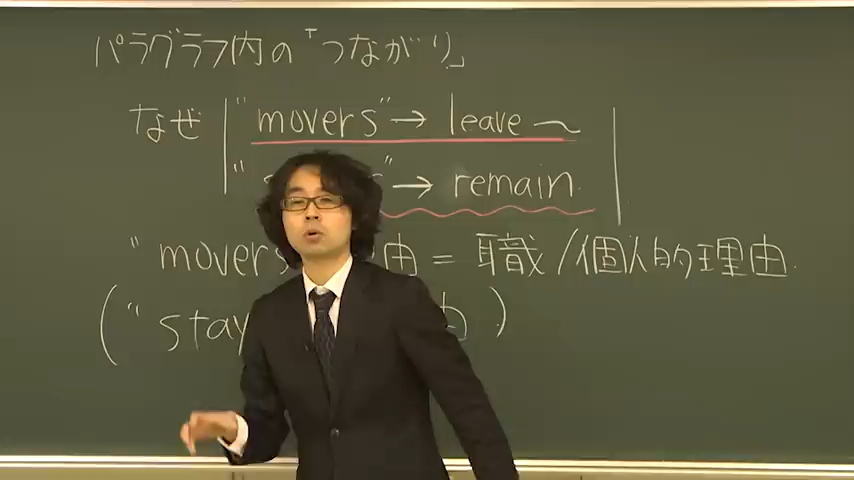 パラグラフ内の「つながり」
なぜ "movers" → leave 〜
" " → remain.
"movers 由 = 職/個人的理由.
( " stay )